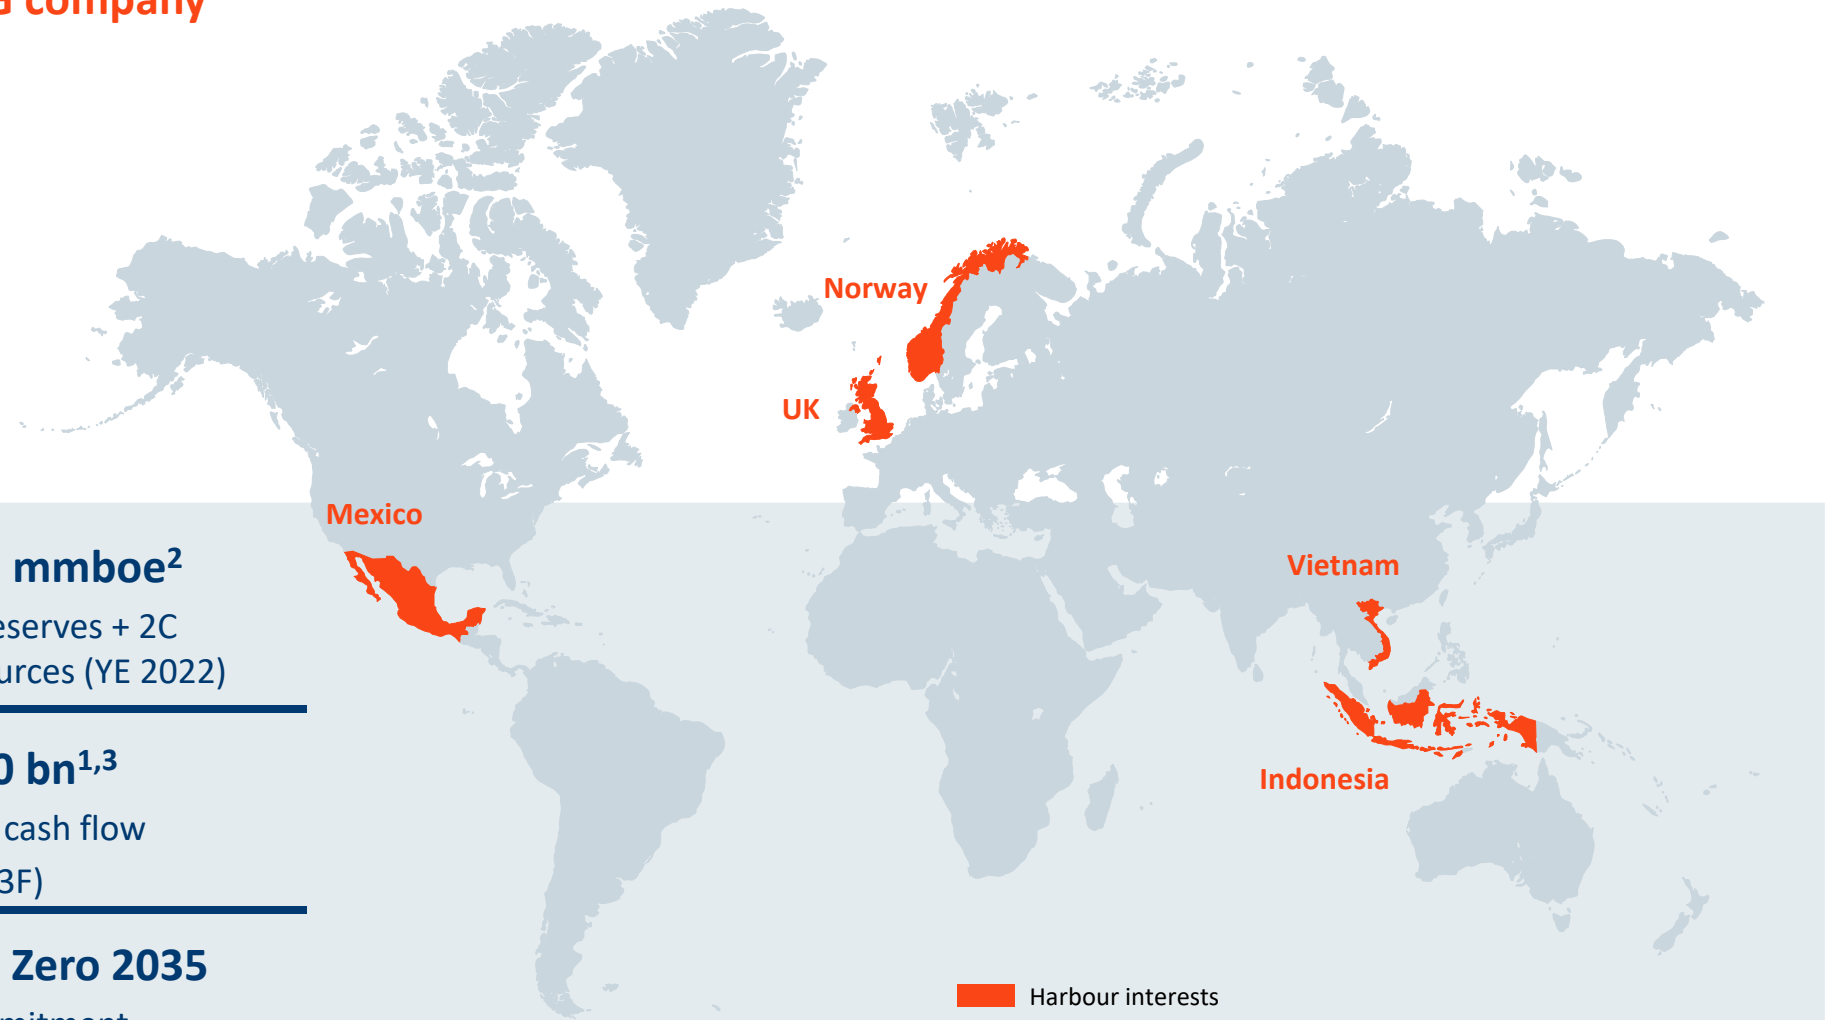 G company
Norway
UK
Mexico
mmboe2
eserves + 2C
urces (YE 2022)
Vietnam
0 bn1,3
cash flow
3F)
Indonesia
Zero 2035
mitment
Harbour interests